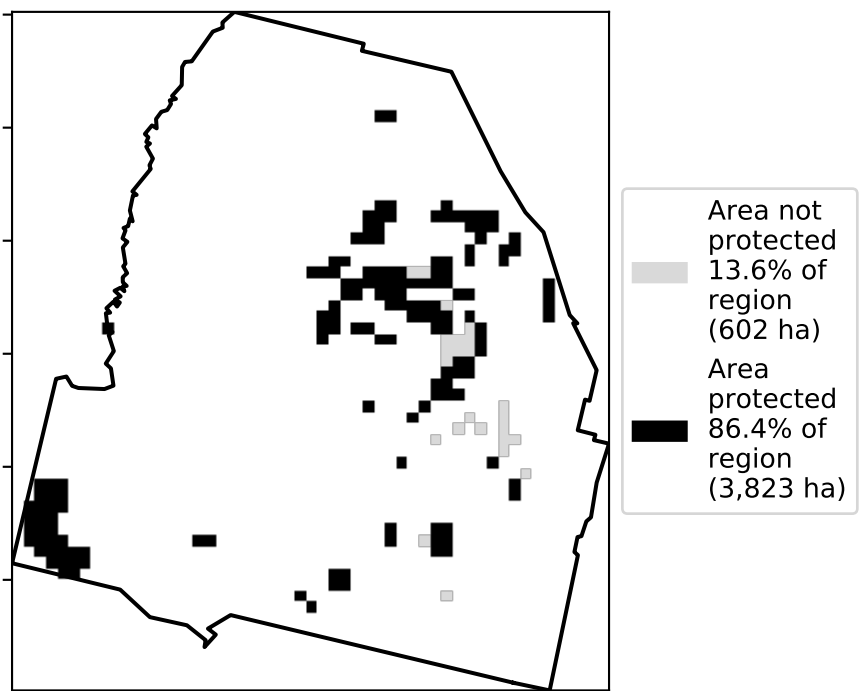 Area not
protected
13.6% of
region
(602 ha)
Area
protected
86.4% of
region
(3,823 ha)